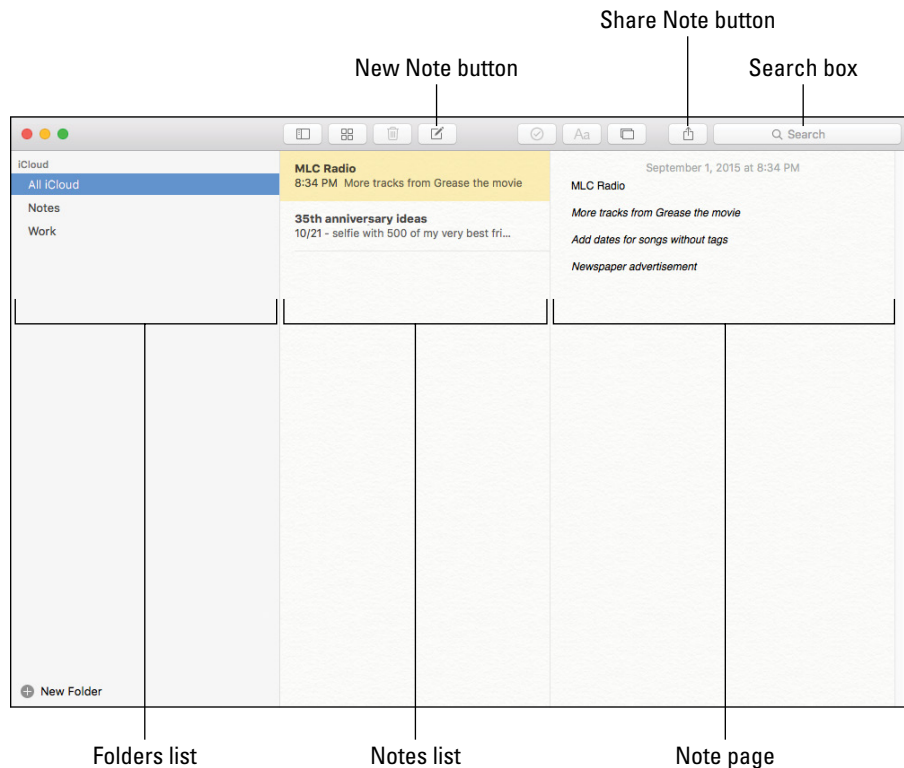 Share Note button
New Note button
Search box
Aa
Search
iCloud
All iCloud
Notes
Work
MLC Radio
8:34 PM More tracks from Grease the movie
35th anniversary ideas
10/21 - selfie with 500 of my very best fri...
September 1, 2015 at 8:34 PM
MLC Radio
More tracks from Grease the movie
Add dates for songs without tags
Newspaper advertisement
New Folder
Folders list
Notes list
Note page